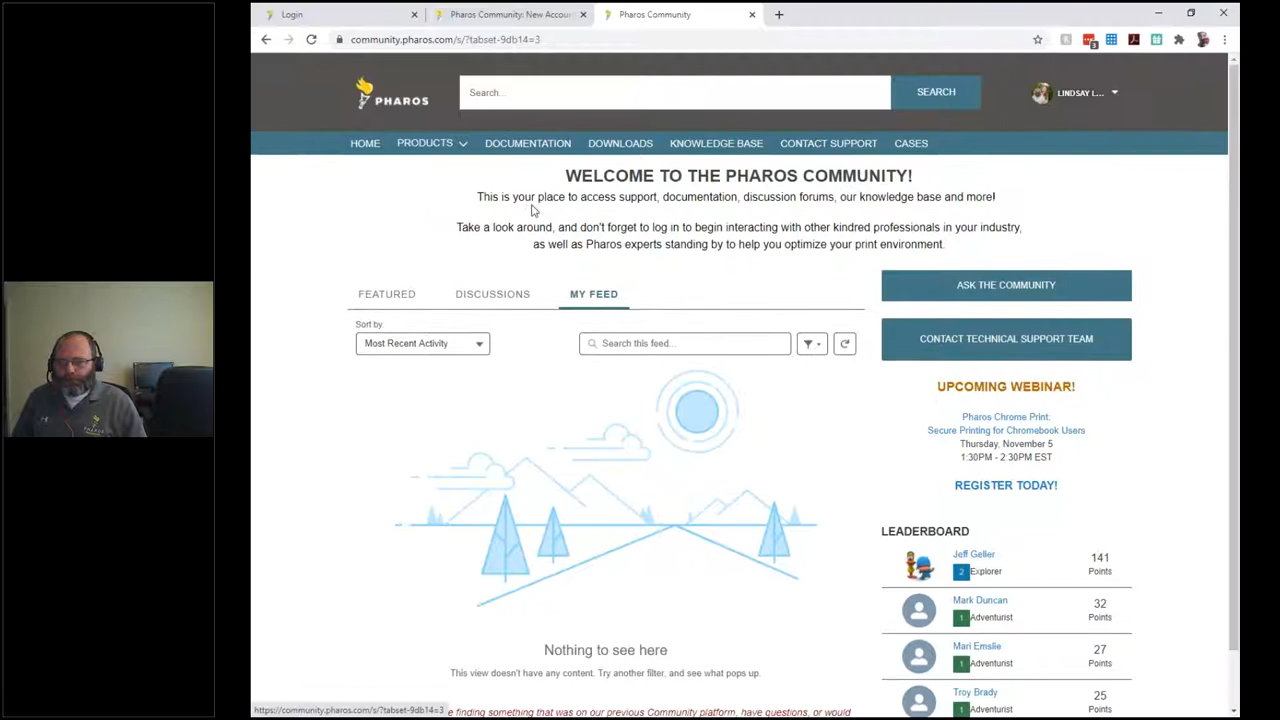 Login
Pharos Community: New Accoun
Pharos Community
community.pharos.com/s/?tabset-9db14=3
3
PHAROS
Search...
SEARCH
LINDSAY L...
HOME
PRODUCTS
DOCUMENTATION
DOWNLOADS
KNOWLEDGE BASE
CONTACT SUPPORT
CASES
WELCOME TO THE PHAROS COMMUNITY!
This is your place to access support, documentation, discussion forums, our knowledge base and more!
Take a look around, and don't forget to log in to begin interacting with other kindred professionals in your industry,
as well as Pharos experts standing by to help you optimize your print environment.
FEATURED
DISCUSSIONS
MY FEED
Sort by:
Most Recent Activity
Search this feed...
Nothing to see here
This view doesn't have any content. Try another filter, and see what pops up.
e finding something that was on our previous Community platform, have questions, or would
https://community.pharos.com/s/?tabset-9db14=3
ASK THE COMMUNITY
CONTACT TECHNICAL SUPPORT TEAM
UPCOMING WEBINAR!
Pharos Chrome Print:
Secure Printing for Chromebook Users
Thursday, November 5
1:30PM - 2:30PM EST
REGISTER TODAY!
LEADERBOARD
Jeff Geller
2 Explorer
141
Points
Mark Duncan
1 Adventurist
32
Points
Mari Emslie
1 Adventurist
27
Points
Troy Brady
25
Points